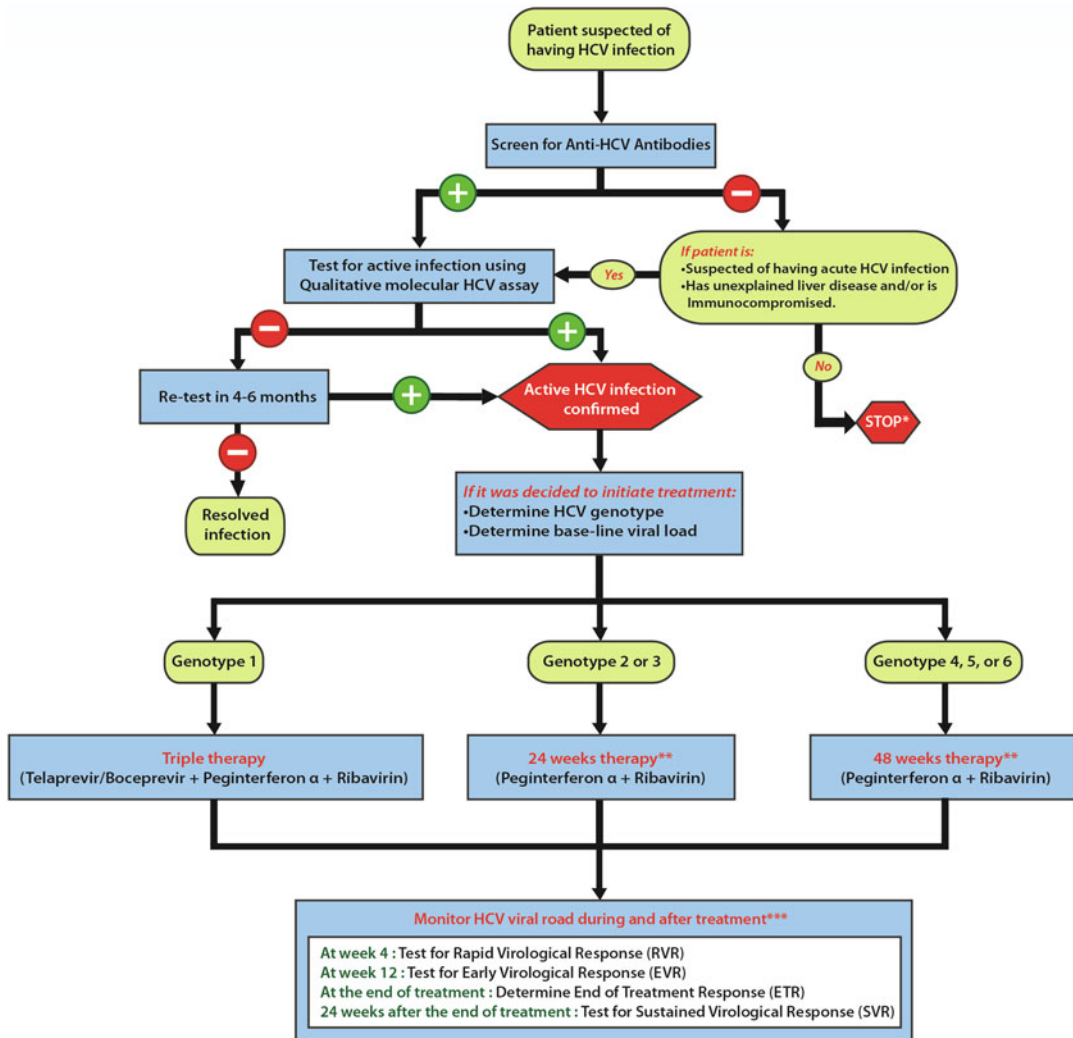 Patient suspected of
having HCV infection
Screen for Anti-HCV Antibodies
+
−
Test for active infection using
Qualitative molecular HCV assay
Yes
If patient is:
•Suspected of having acute HCV infection
•Has unexplained liver disease and/or is
Immunocompromised.
−
+
No
Re-test in 4-6 months
+
Active HCV infection
confirmed
STOP*
−
Resolved
infection
If it was decided to initiate treatment:
•Determine HCV genotype
•Determine base-line viral load
Genotype 1
Genotype 2 or 3
Genotype 4, 5, or 6
Triple therapy
(Telaprevir/Boceprevir + Peginterferon α + Ribavirin)
24 weeks therapy**
(Peginterferon α + Ribavirin)
48 weeks therapy**
(Peginterferon α + Ribavirin)
Monitor HCV viral road during and after treatment***
At week 4 : Test for Rapid Virological Response (RVR)
At week 12 : Test for Early Virological Response (EVR)
At the end of treatment : Determine End of Treatment Response (ETR)
24 weeks after the end of treatment : Test for Sustained Virological Response (SVR)